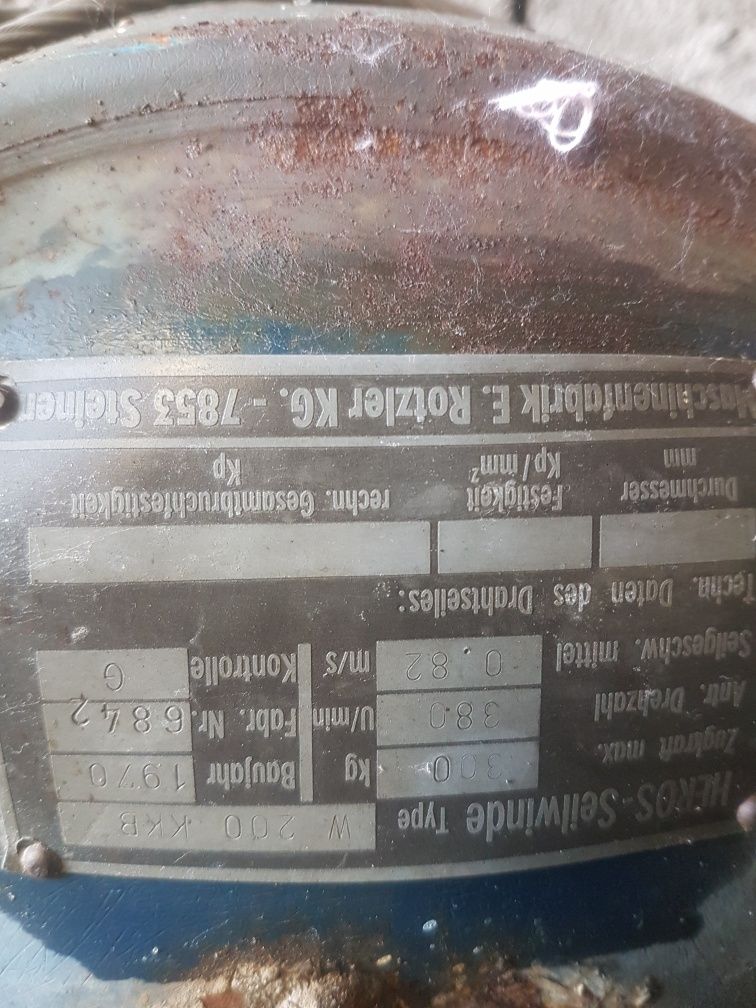 HEROS-Seilwinde Type W 200 KKB
Zugkraft max. 300 kg Baujahr 1970
Antr. Drehzahl 380 U/min Fabr. Nr. 6842
Seilgeschw. mittel 0.82 m/s Kontrolle G
Techn. Daten des Drahtseiles:
Durchmesser mm Festigkeit Kp/mm² rechn. Gesamtbruchfestigkeit Kp
Maschinenfabrik E. Rotzler KG. - 7853 Steinen